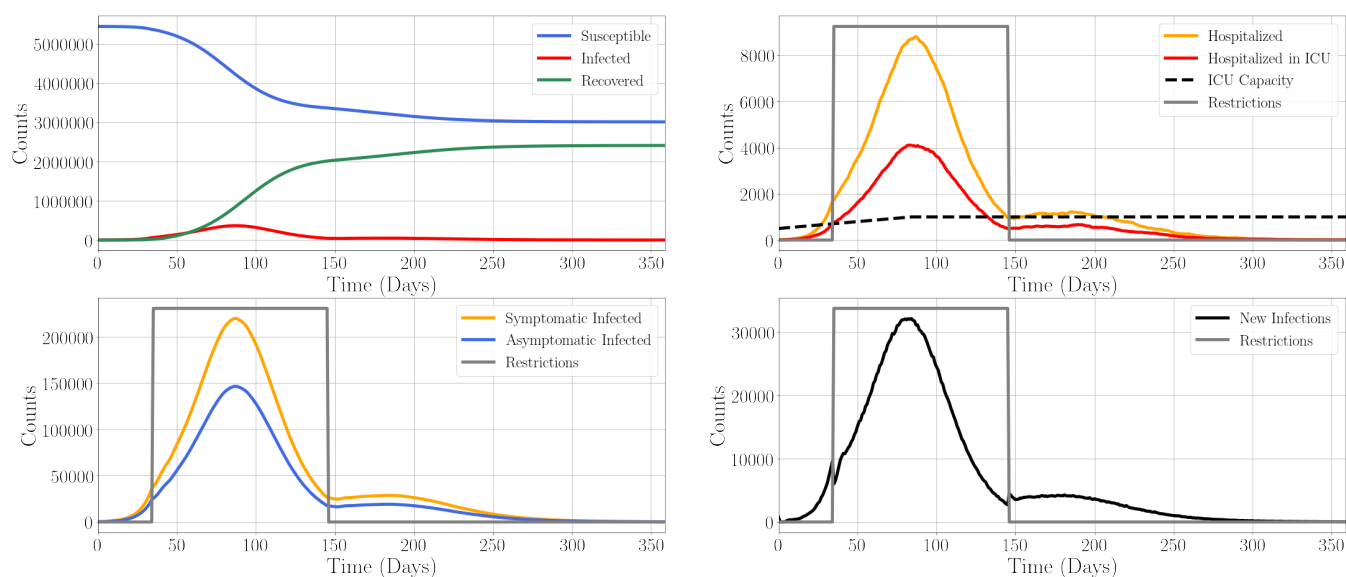 5000000
4000000
3000000
2000000
1000000
0
Counts
0 50 100 150 200 250 300 350
Time (Days)
Susceptible
Infected
Recovered
8000
6000
4000
2000
0
Counts
0 50 100 150 200 250 300 350
Time (Days)
Hospitalized
Hospitalized in ICU
ICU Capacity
Restrictions
200000
150000
100000
50000
0
Counts
0 50 100 150 200 250 300 350
Time (Days)
Symptomatic Infected
Asymptomatic Infected
Restrictions
30000
20000
10000
0
Counts
0 50 100 150 200 250 300 350
Time (Days)
New Infections
Restrictions